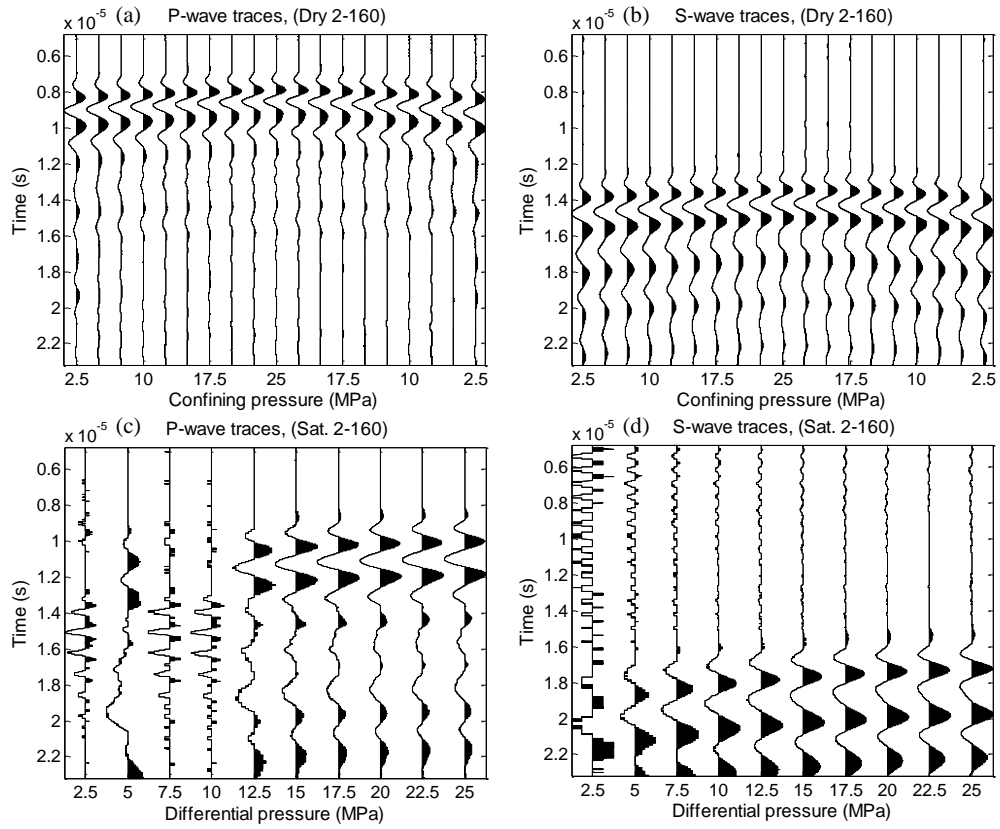 x 10-5 (a) P-wave traces, (Dry 2-160)
0.6
0.8
1
1.2
1.4
1.6
1.8
2
2.2
Time (s)
2.5 10 17.5 25 17.5 10 2.5
Confining pressure (MPa)
x 10-5 (b) S-wave traces, (Dry 2-160)
0.6
0.8
1
1.2
1.4
1.6
1.8
2
2.2
Time (s)
2.5 10 17.5 25 17.5 10 2.5
Confining pressure (MPa)
x 10-5 (c) P-wave traces, (Sat. 2-160)
0.6
0.8
1
1.2
1.4
1.6
1.8
2
2.2
Time (s)
2.5 5 7.5 10 12.5 15 17.5 20 22.5 25
Differential pressure (MPa)
x 10-5 (d) S-wave traces, (Sat. 2-160)
0.6
0.8
1
1.2
1.4
1.6
1.8
2
2.2
Time (s)
2.5 5 7.5 10 12.5 15 17.5 20 22.5 25
Differential pressure (MPa)